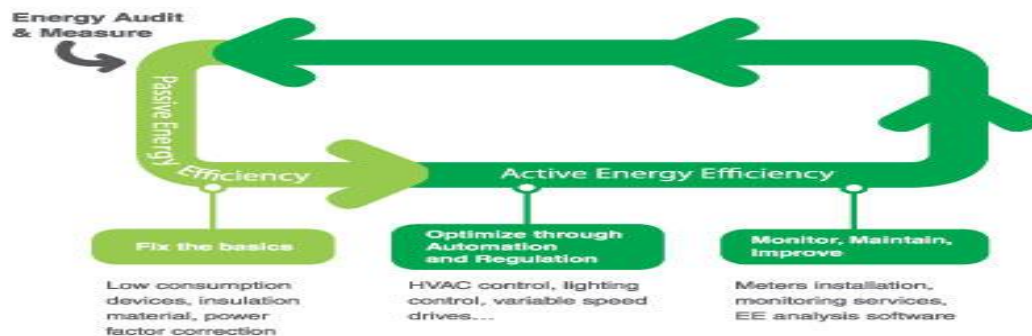 Energy Audit
& Measure
Passive Energy
Efficiency
Active Energy Efficiency
Fix the basics
Low consumption
devices, insulation
material, power
factor correction
Optimize through
Automation
and Regulation
HVAC control, lighting
control, variable speed
drives...
Monitor, Maintain,
Improve
Meters installation,
monitoring services,
EE analysis software